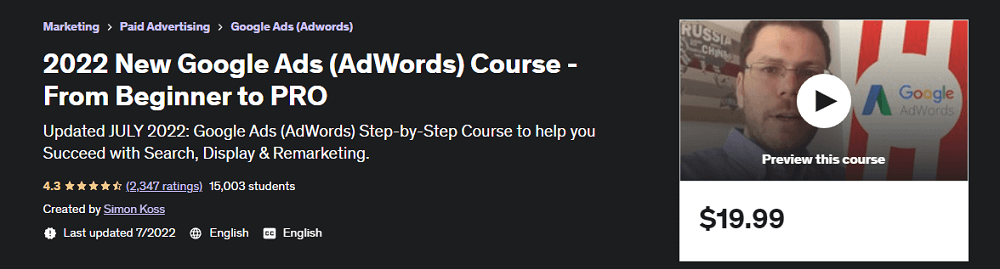 Marketing > Paid Advertising > Google Ads (Adwords)
2022 New Google Ads (AdWords) Course -
From Beginner to PRO
Updated JULY 2022: Google Ads (AdWords) Step-by-Step Course to help you
Succeed with Search, Display & Remarketing.
4.3 (2,347 ratings) 15,003 students
Created by Simon Koss
Last updated 7/2022 English CC English
RUSSIA
Google
AdWords
Preview this course
$19.99